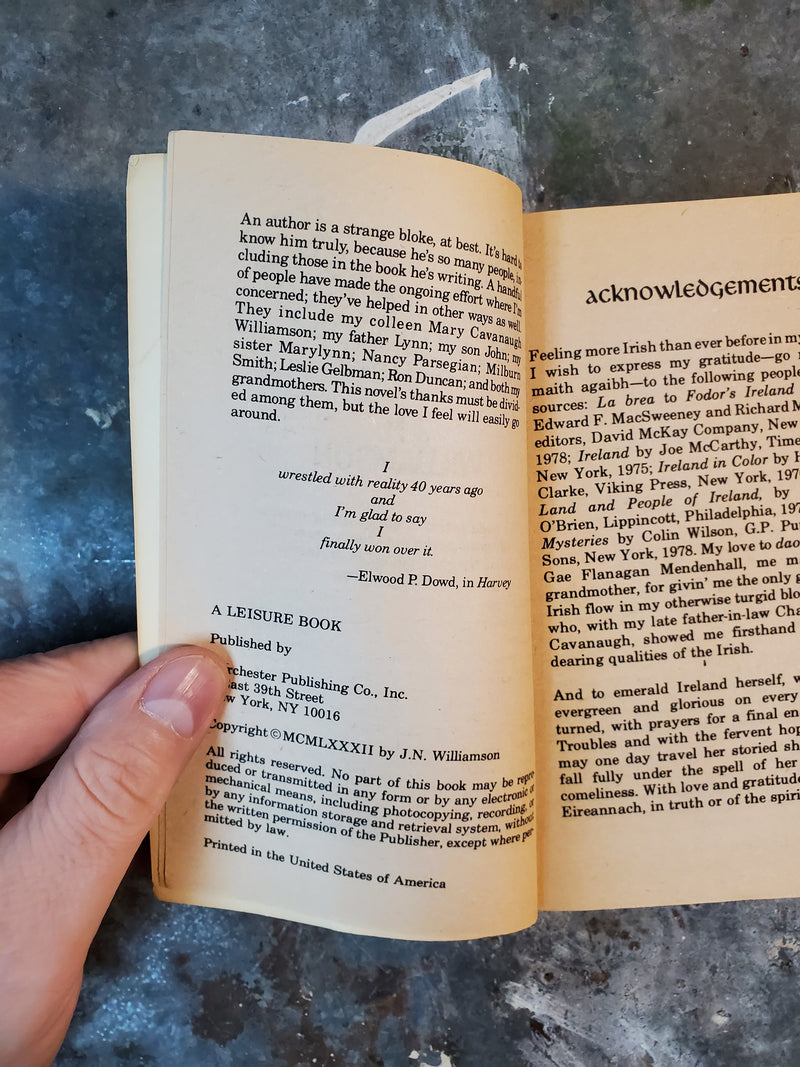 An author is a strange bloke, at best. It's hard to
know him truly, because he's so many people, in-
cluding those in the book he's writing. A handful
of people have made the ongoing effort where I'm
concerned; they've helped in other ways as well.
They include my colleen Mary Cavanaugh
Williamson; my father Lynn; my son John; my
sister Marylynn; Nancy Parsegian; Milburn
Smith; Leslie Gelbman; Ron Duncan; and both my
grandmothers. This novel's thanks must be divid-
ed among them, but the love I feel will easily go
around.
I
wrestled with reality 40 years ago
and
I'm glad to say
I
finally won over it.
—Elwood P. Dowd, in Harvey
A LEISURE BOOK
Published by
rchester Publishing Co., Inc.
East 39th Street
w York, NY 10016
Copyright © MCMLXXXII by J.N. Williamson
All rights reserved. No part of this book may be repro
duced or transmitted in any form or by any electronic or
mechanical means, including photocopying, recording, or
by any information storage and retrieval system, without
the written permission of the Publisher, except where per-
mitted by law.
Printed in the United States of America
acknowledgements
Feeling more Irish than ever before in my
I wish to express my gratitude—go
maith agaibh—to the following people
sources: La brea to Fodor's Ireland
Edward F. MacSweeney and Richard M
editors, David McKay Company, New
1978; Ireland by Joe McCarthy, Time
New York, 1975; Ireland in Color by H
Clarke, Viking Press, New York, 197
Land and People of Ireland, by
O'Brien, Lippincott, Philadelphia, 197
Mysteries by Colin Wilson, G.P. Pu
Sons, New York, 1978. My love to dao
Gae Flanagan Mendenhall, me m
grandmother, for givin' me the only g
Irish flow in my otherwise turgid blo
who, with my late father-in-law Cha
Cavanaugh, showed me firsthand
dearing qualities of the Irish.
And to emerald Ireland herself, w
evergreen and glorious on every
turned, with prayers for a final en
Troubles and with the fervent hop
may one day travel her storied sh
fall fully under the spell of her
comeliness. With love and gratitude
Eireannach, in truth or of the spiri